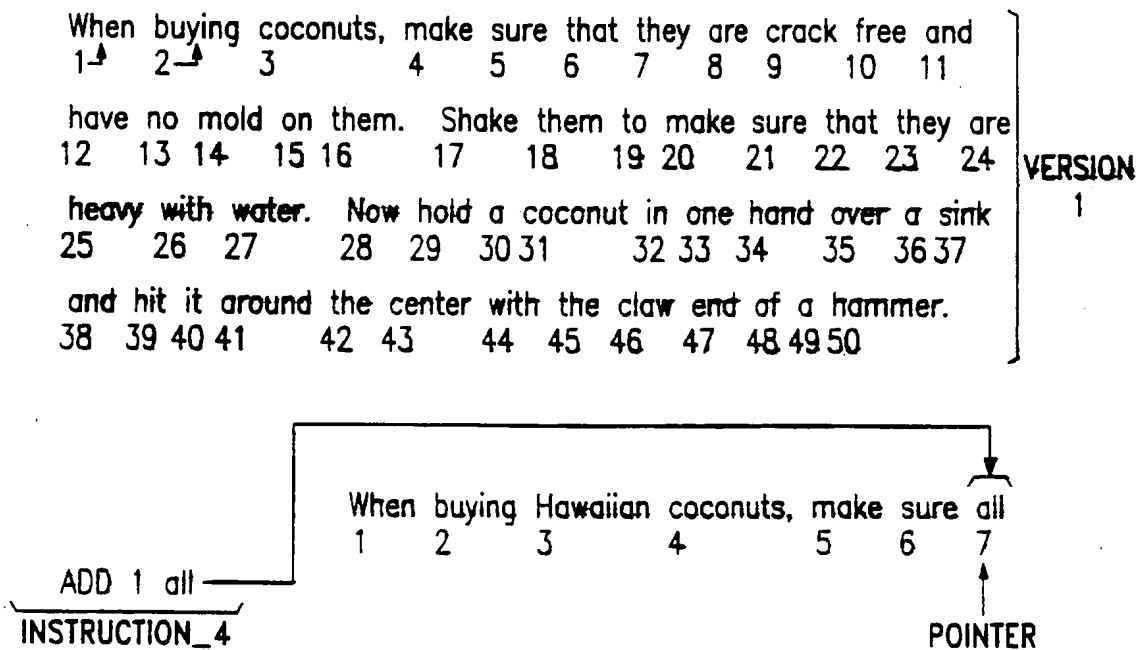 When buying coconuts, make sure that they are crack free and
1 2 3 4 5 6 7 8 9 10 11
have no mold on them. Shake them to make sure that they are
12 13 14 15 16 17 18 19 20 21 22 23 24
VERSION
1
heavy with water. Now hold a coconut in one hand over a sink
25 26 27 28 29 30 31 32 33 34 35 36 37
and hit it around the center with the claw end of a hammer.
38 39 40 41 42 43 44 45 46 47 48 49 50
When buying Hawaiian coconuts, make sure all
1 2 3 4 5 6 7
ADD 1 all
INSTRUCTION_4
POINTER